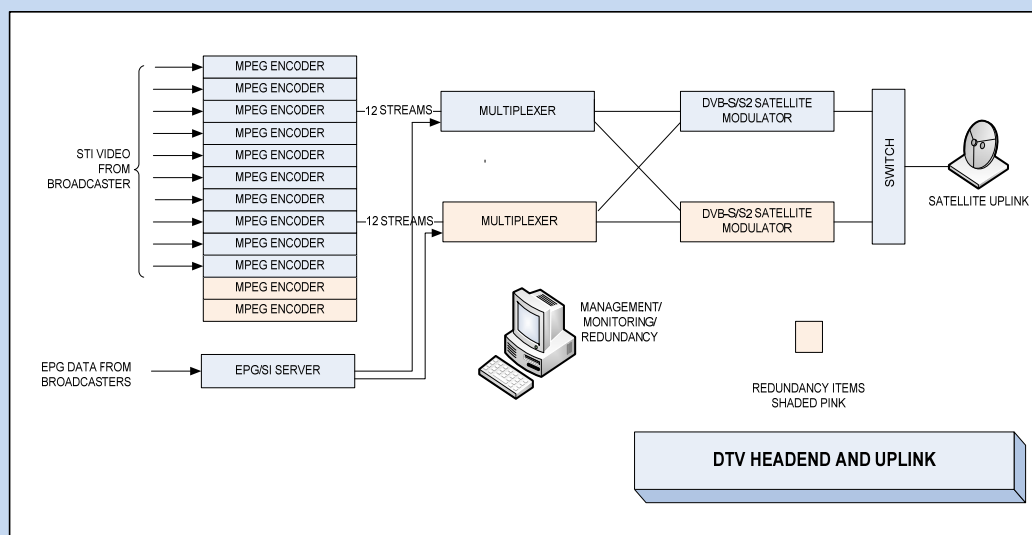 MPEG ENCODER
MPEG ENCODER
MPEG ENCODER
MPEG ENCODER
MPEG ENCODER
MPEG ENCODER
MPEG ENCODER
MPEG ENCODER
MPEG ENCODER
MPEG ENCODER
MPEG ENCODER
MPEG ENCODER
STI VIDEO
FROM
BROADCASTER
12 STREAMS
12 STREAMS
MULTIPLEXER
MULTIPLEXER
DVB-S/S2 SATELLITE
MODULATOR
DVB-S/S2 SATELLITE
MODULATOR
SWITCH
SATELLITE UPLINK
EPG DATA FROM
BROADCASTERS
EPG/SI SERVER
MANAGEMENT/
MONITORING/
REDUNDANCY
REDUNDANCY ITEMS
SHADED PINK
DTV HEADEND AND UPLINK